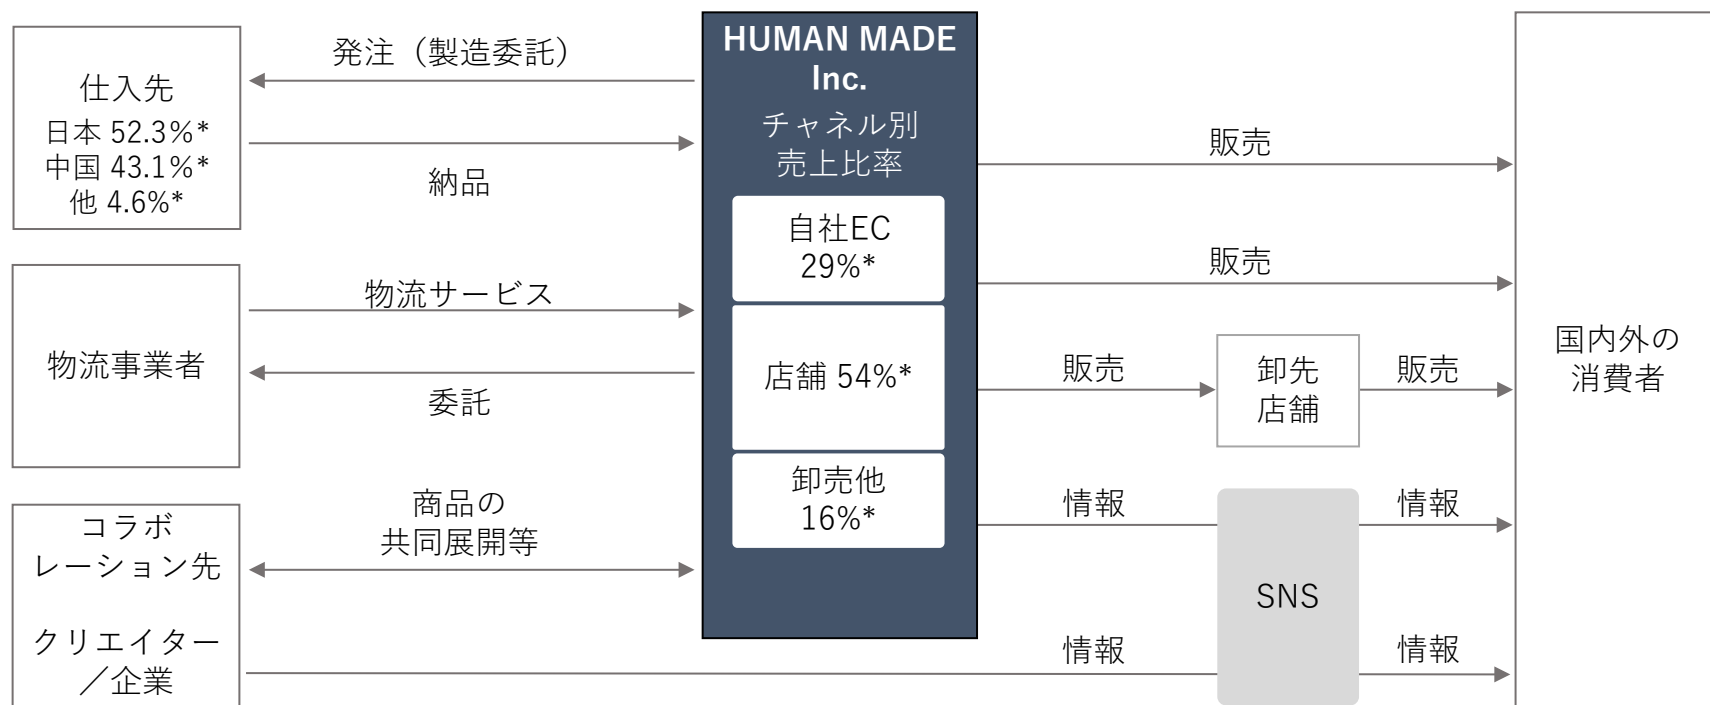 仕入先
日本 52.3%*
中国 43.1%*
他 4.6%*
発注（製造委託）
納品
物流事業者
物流サービス
委託
コラボ
レーション先
クリエイター
／企業
商品の
共同展開等
HUMAN MADE
Inc.
チャネル別
売上比率
自社EC
29%*
店舗 54%*
卸売他
16%*
販売
販売
販売
卸先
店舗
販売
情報
情報
SNS
情報
情報
国内外の
消費者